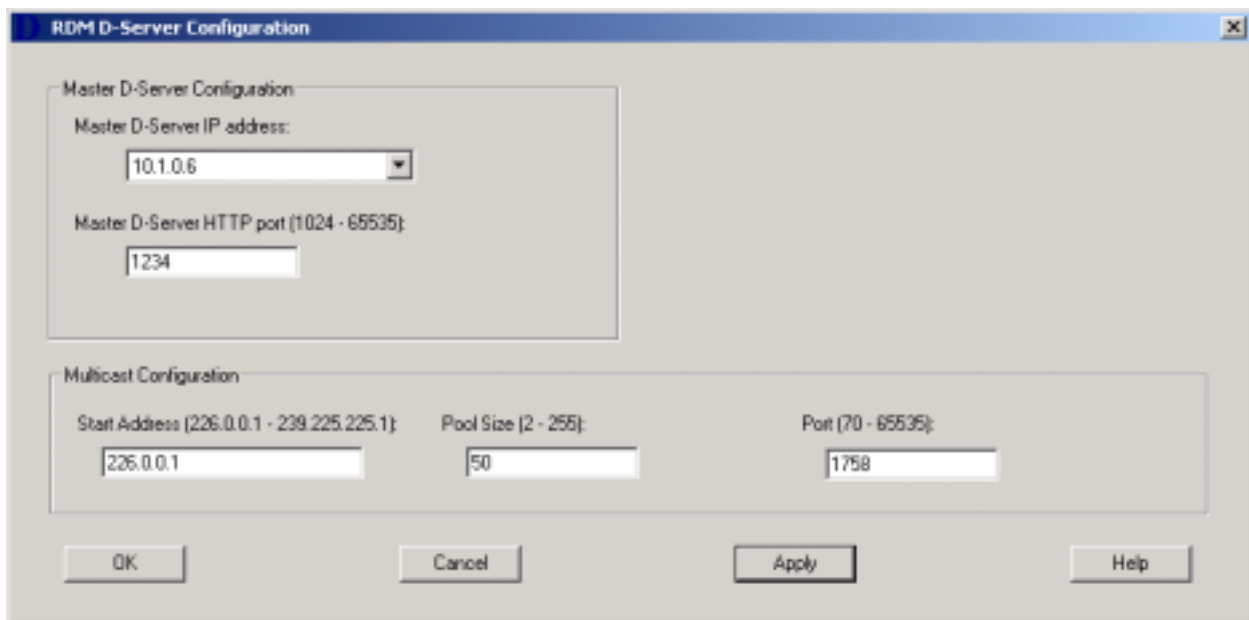 RDM D-Server Configuration
Master D-Server Configuration
Master D-Server IP address:
10.1.0.6
Master D-Server HTTP port (1024 - 65535):
1234
Multicast Configuration
Start Address (226.0.0.1 - 239.225.225.1): Pool Size (2 - 255): Port (70 - 65535):
226.0.0.1 50 1758
OK Cancel Apply Help